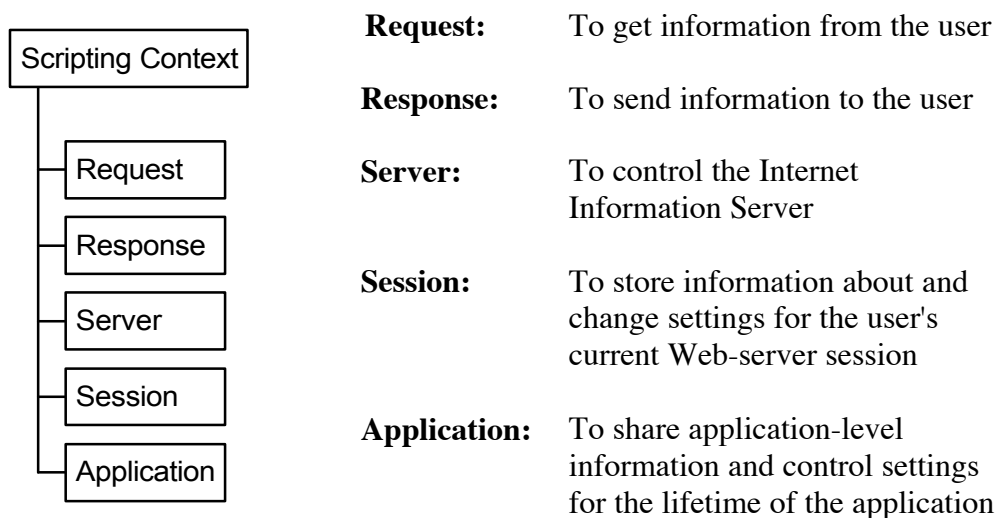 Scripting Context
Request
Response
Server
Session
Application
Request: To get information from the user
Response: To send information to the user
Server: To control the Internet
Information Server
Session: To store information about and
change settings for the user's
current Web-server session
Application: To share application-level
information and control settings
for the lifetime of the application